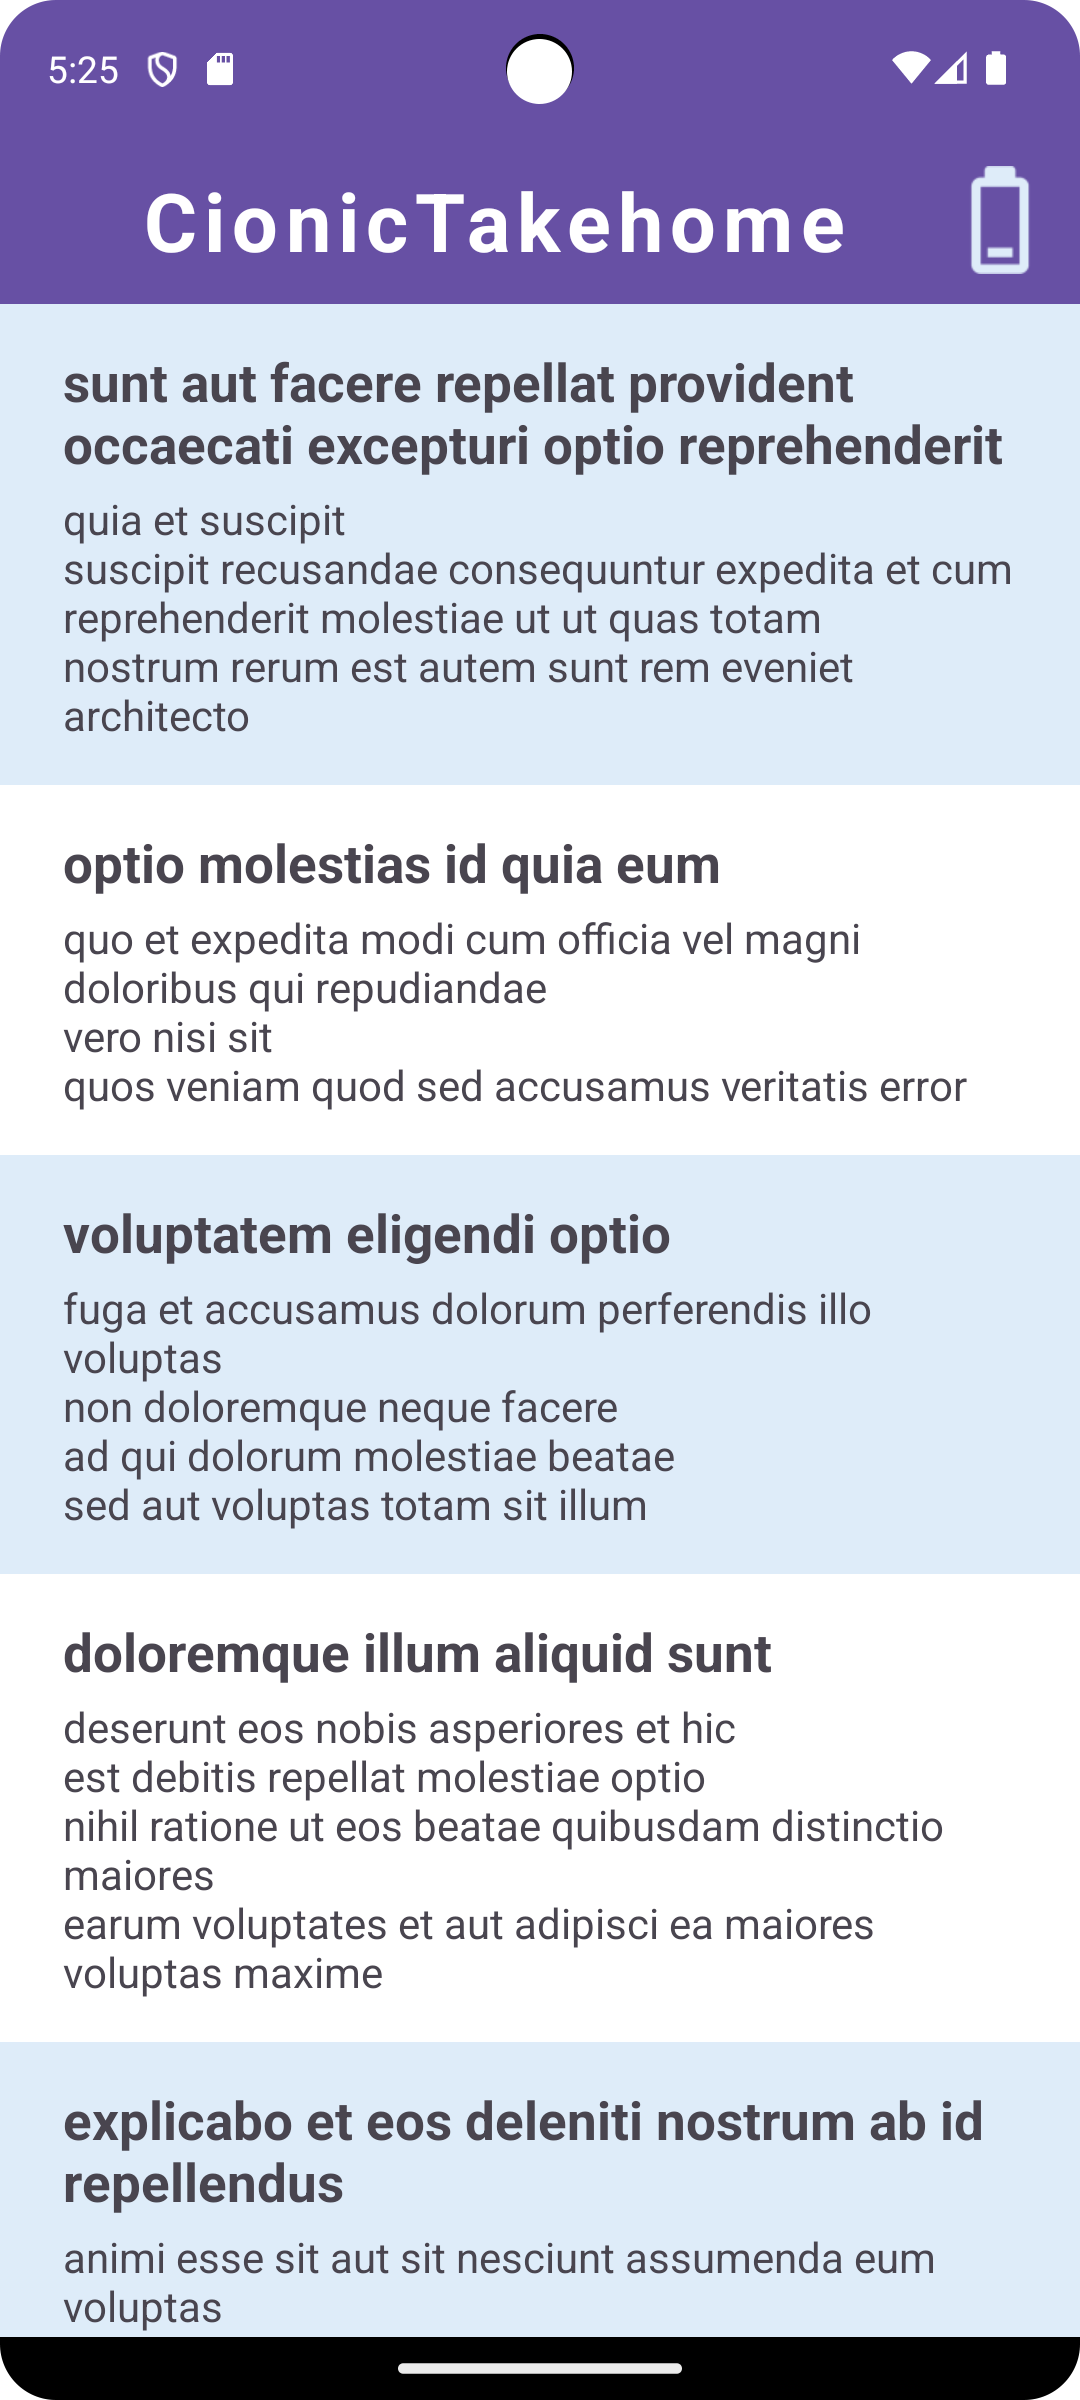 5:25
CionicTakehome
sunt aut facere repellat provident
occaecati excepturi optio reprehenderit
quia et suscipit
suscipit recusandae consequuntur expedita et cum
reprehenderit molestiae ut ut quas totam
nostrum rerum est autem sunt rem eveniet
architecto
optio molestias id quia eum
quo et expedita modi cum officia vel magni
doloribus qui repudiandae
vero nisi sit
quos veniam quod sed accusamus veritatis error
voluptatem eligendi optio
fuga et accusamus dolorum perferendis illo
voluptas
non doloremque neque facere
ad qui dolorum molestiae beatae
sed aut voluptas totam sit illum
doloremque illum aliquid sunt
deserunt eos nobis asperiores et hic
est debitis repellat molestiae optio
nihil ratione ut eos beatae quibusdam distinctio
maiores
earum voluptates et aut adipisci ea maiores
voluptas maxime
explicabo et eos deleniti nostrum ab id
repellendus
animi esse sit aut sit nesciunt assumenda eum
voluptas